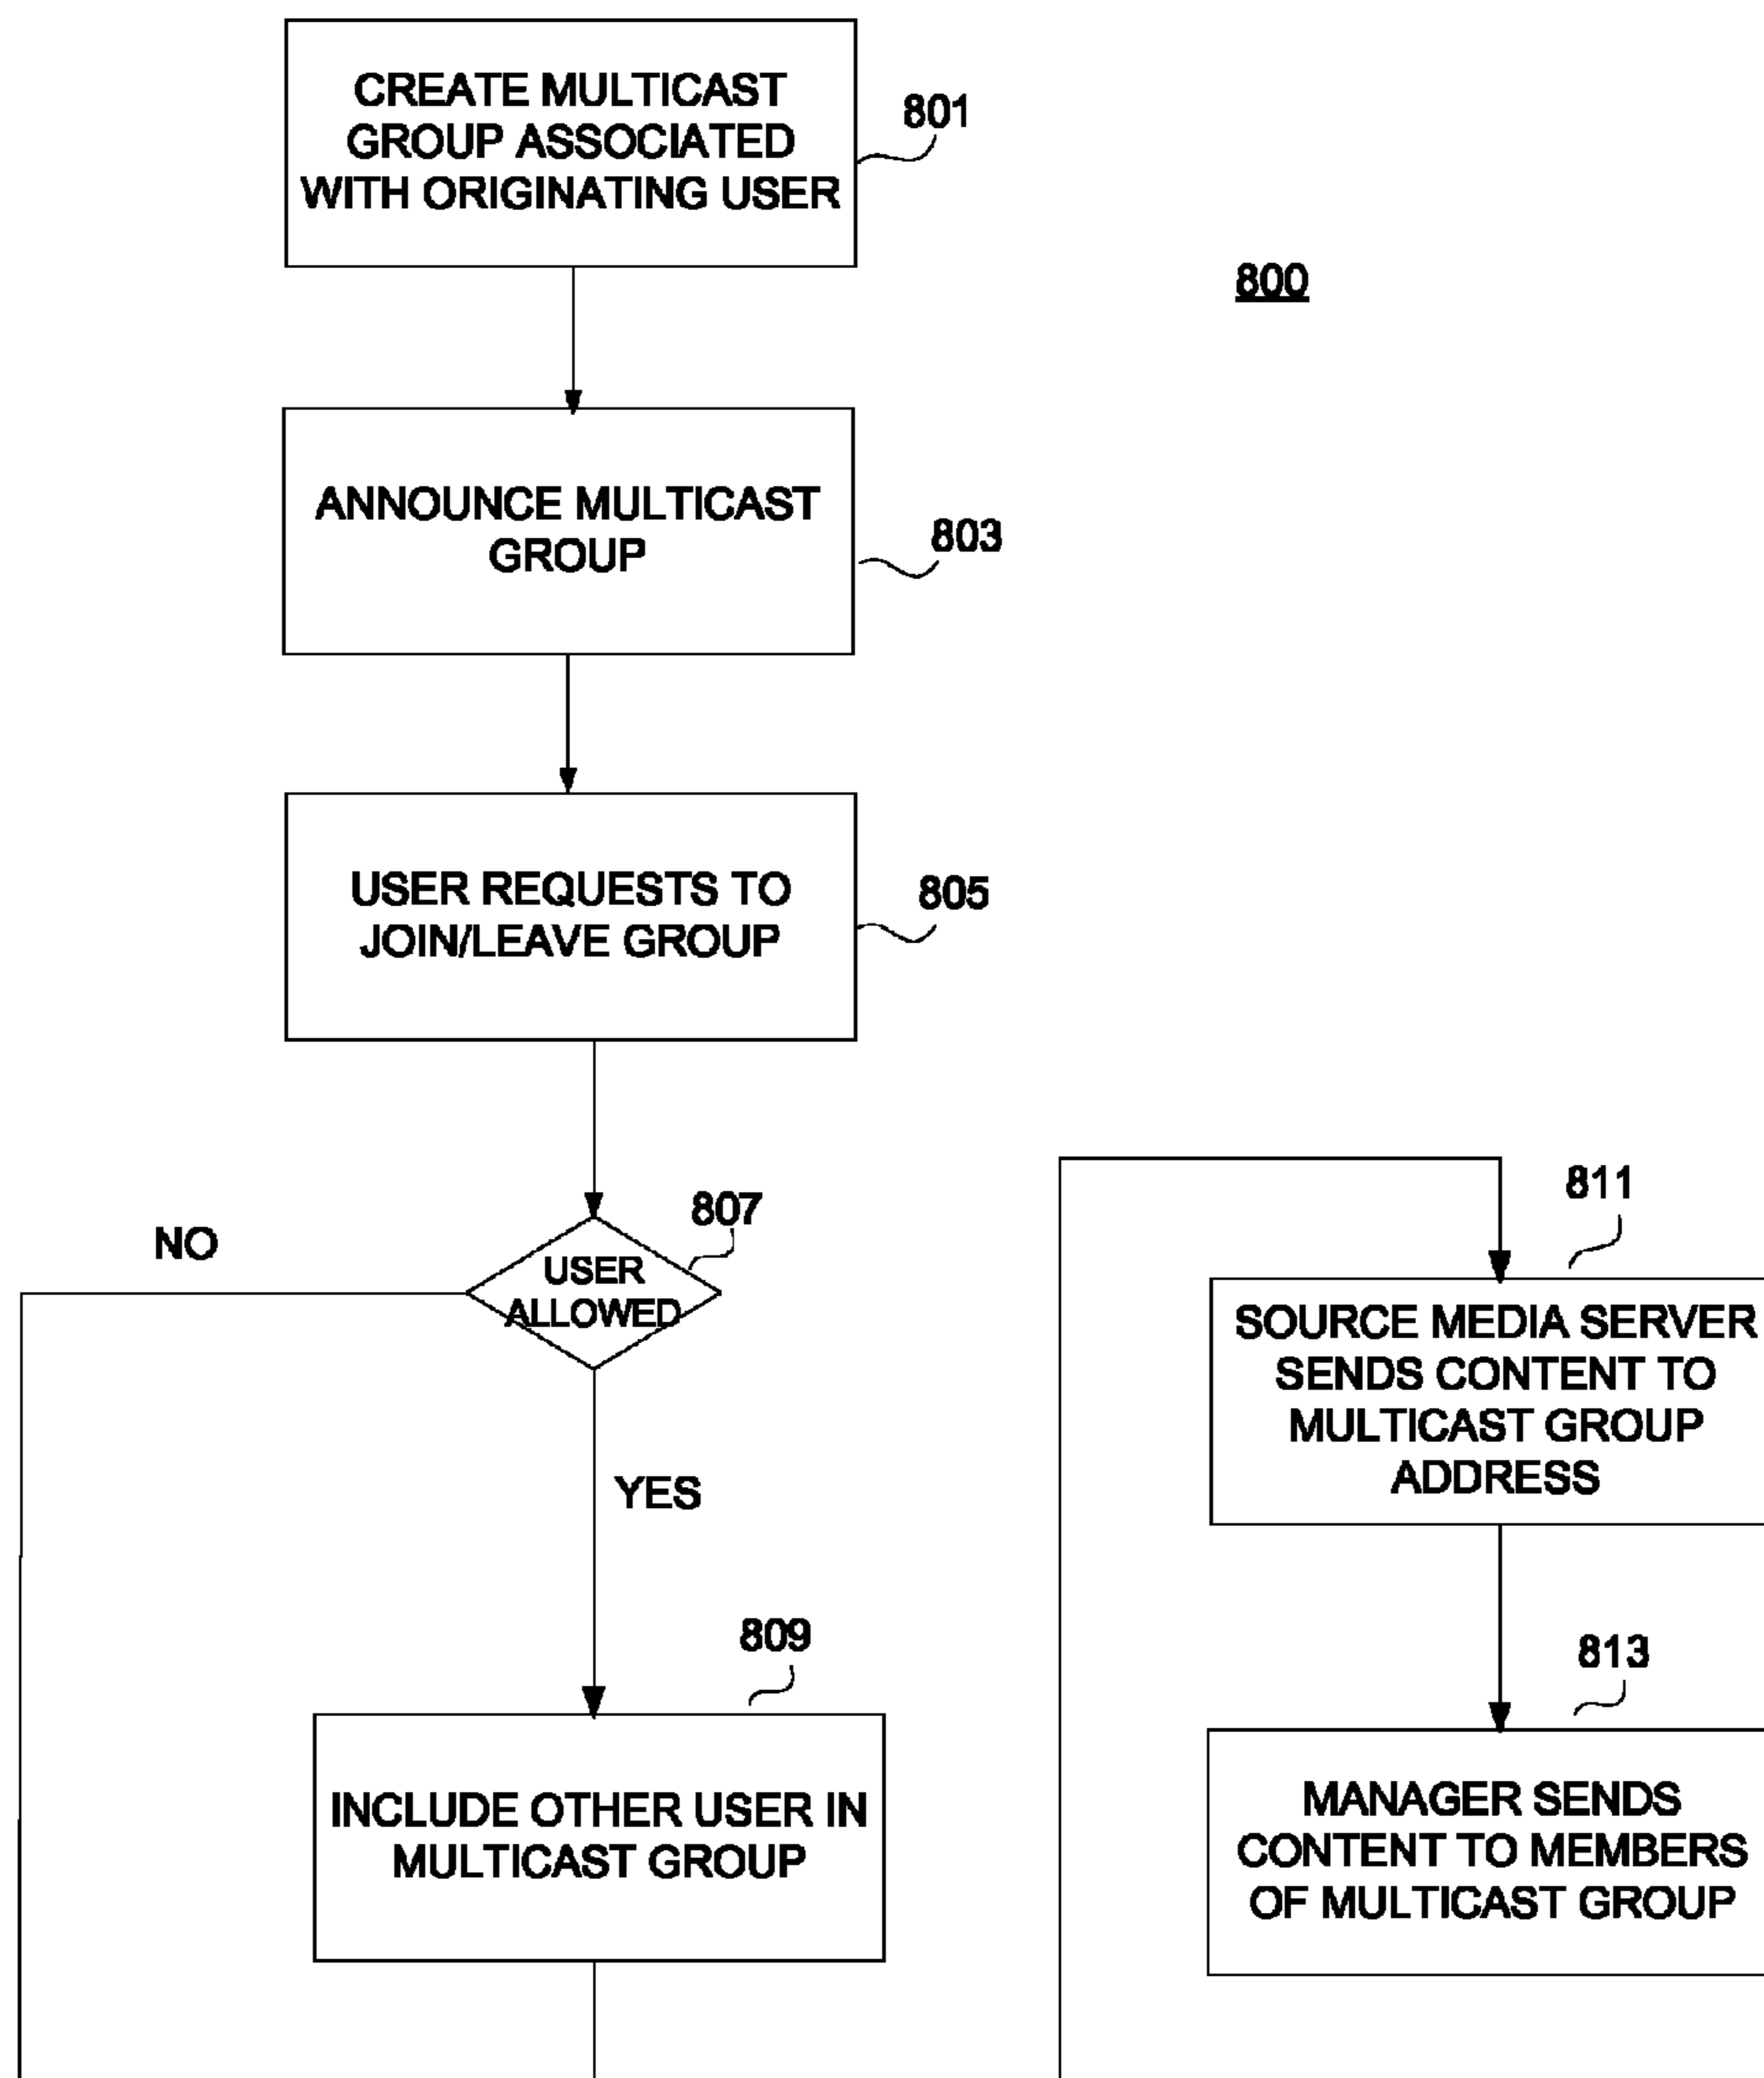 CREATE MULTICAST
GROUP ASSOCIATED
WITH ORIGINATING USER
801
800
ANNOUNCE MULTICAST
GROUP
803
USER REQUESTS TO
JOIN/LEAVE GROUP
805
NO
807
USER
ALLOWED
YES
809
INCLUDE OTHER USER IN
MULTICAST GROUP
811
SOURCE MEDIA SERVER
SENDS CONTENT TO
MULTICAST GROUP
ADDRESS
813
MANAGER SENDS
CONTENT TO MEMBERS
OF MULTICAST GROUP